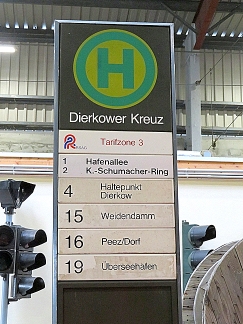 H
Dierkower Kreuz
Tarifzone 3
1 Hafenallee
2 K.-Schumacher-Ring
4 Haltepunkt
Dierkow
15 Weidendamm
16 Peez/Dorf
19 Überseehafen